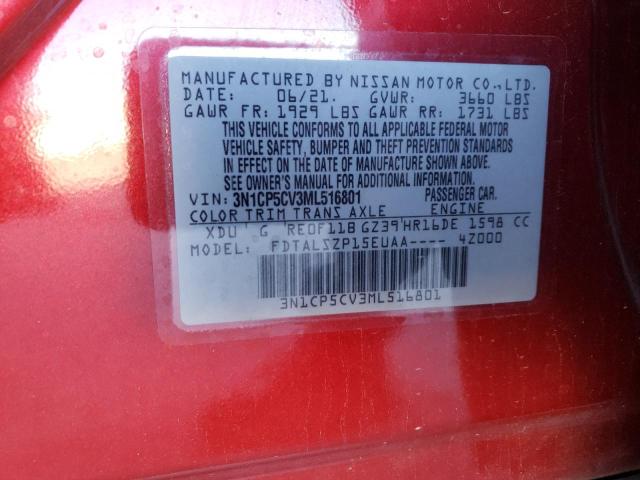 MANUFACTURED BY NISSAN MOTOR CO.,LTD.
DATE: 06/21. GVWR: 3660 LBS
GAWR FR: 1929 LBS GAWR RR: 1731 LBS
THIS VEHICLE CONFORMS TO ALL APPLICABLE FEDERAL MOTOR
VEHICLE SAFETY, BUMPER AND THEFT PREVENTION STANDARDS
IN EFFECT ON THE DATE OF MANUFACTURE SHOWN ABOVE.
SEE OWNER'S MANUAL FOR ADDITIONAL INFORMATION.
VIN: 3N1CP5CV3ML516801 PASSENGER CAR.
COLOR TRIM TRANS AXLE ENGINE
XDU G RE0F11B GZ39 HR16DE 1598 CC
MODEL: FDTALSZP15EUAA---- 4Z000
3N1CP5CV3ML516801